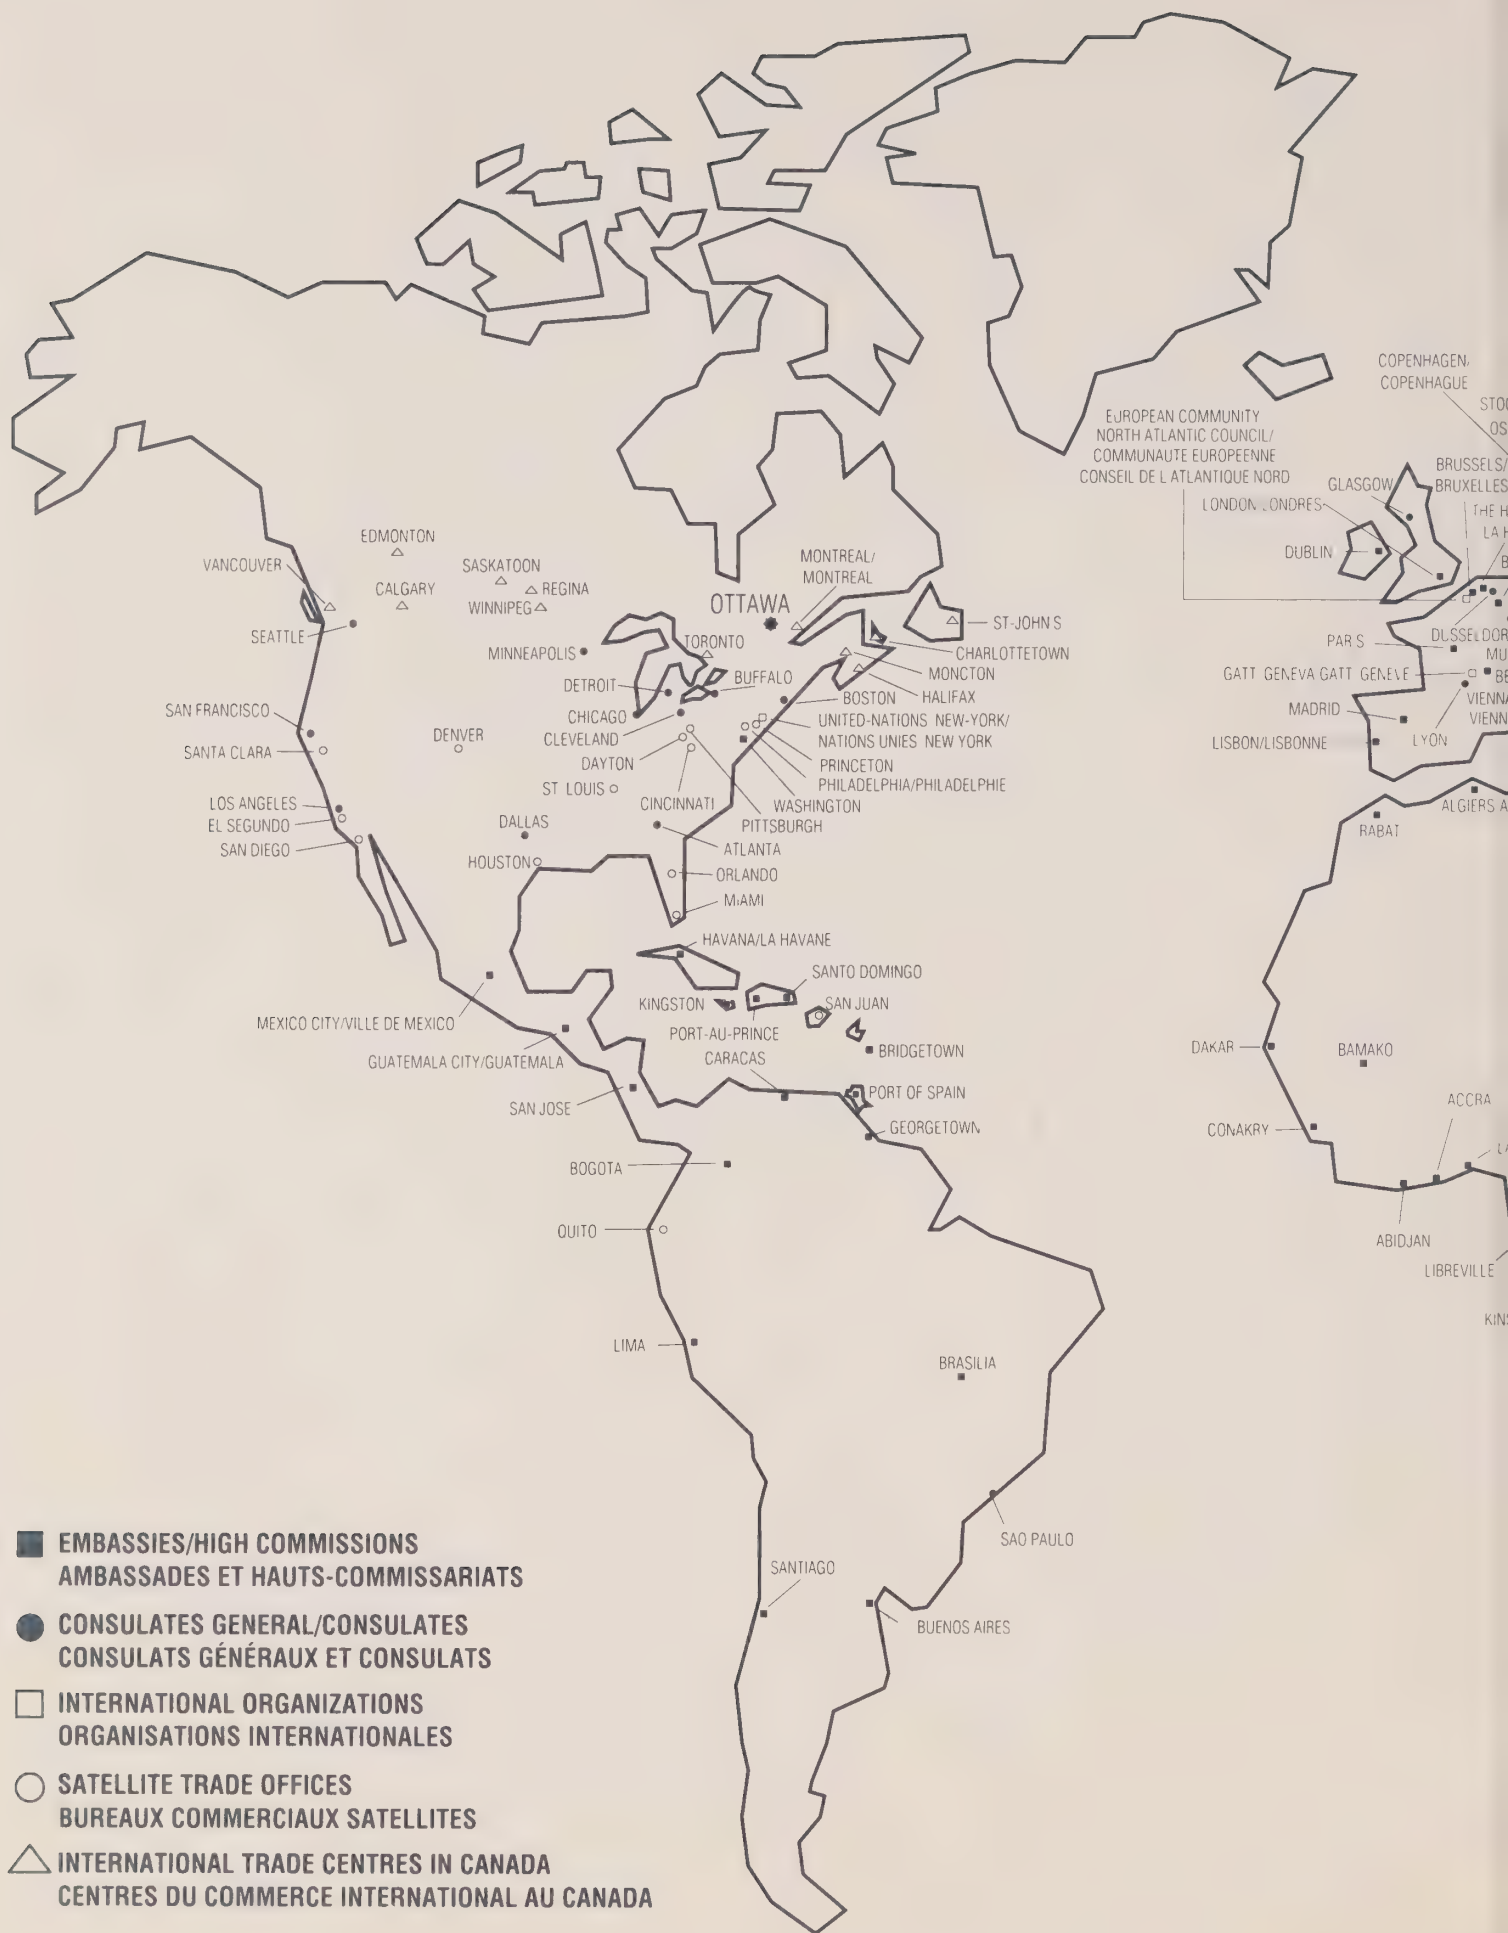 COPENHAGEN/
COPENHAGUE
EUROPEAN COMMUNITY
NORTH ATLANTIC COUNCIL/
COMMUNAUTE EUROPEENNE
CONSEIL DE L ATLANTIQUE NORD
BRUSSELS/
BRUXELLES
GLASGOW
LONDON LONDRES
DUBLIN
EDMONTON
VANCOUVER
SASKATOON
CALGARY
REGINA
WINNIPEG
MONTREAL/
MONTREAL
OTTAWA
ST-JOHN S
SEATTLE
MINNEAPOLIS
TORONTO
CHARLOTTETOWN
MONCTON
HALIFAX
DETROIT
BUFFALO
BOSTON
CHICAGO
UNITED-NATIONS NEW-YORK/
NATIONS UNIES NEW YORK
CLEVELAND
DAYTON
PRINCETON
PHILADELPHIA/PHILADELPHIE
SAN FRANCISCO
SANTA CLARA
DENVER
ST LOUIS
CINCINNATI
WASHINGTON
PITTSBURGH
LOS ANGELES
EL SEGUNDO
SAN DIEGO
DALLAS
ATLANTA
HOUSTON
ORLANDO
MIAMI
PARIS
GATT GENEVA GATT GENEVE
MADRID
LISBON/LISBONNE
LYON
RABAT
ALGIERS
HAVANA/LA HAVANE
SANTO DOMINGO
KINGSTON
SAN JUAN
MEXICO CITY/VILLE DE MEXICO
PORT-AU-PRINCE
GUATEMALA CITY/GUATEMALA
CARACAS
BRIDGETOWN
DAKAR
BAMAKO
SAN JOSE
PORT OF SPAIN
GEORGETOWN
CONAKRY
ACCRA
BOGOTA
QUITO
ABIDJAN
LIBREVILLE
LIMA
BRASILIA
SAO PAULO
SANTIAGO
BUENOS AIRES
EMBASSIES/HIGH COMMISSIONS
AMBASSADES ET HAUTS-COMMISSARIATS
CONSULATES GENERAL/CONSULATES
CONSULATS GÉNÉRAUX ET CONSULATS
INTERNATIONAL ORGANIZATIONS
ORGANISATIONS INTERNATIONALES
SATELLITE TRADE OFFICES
BUREAUX COMMERCIAUX SATELLITES
INTERNATIONAL TRADE CENTRES IN CANADA
CENTRES DU COMMERCE INTERNATIONAL AU CANADA